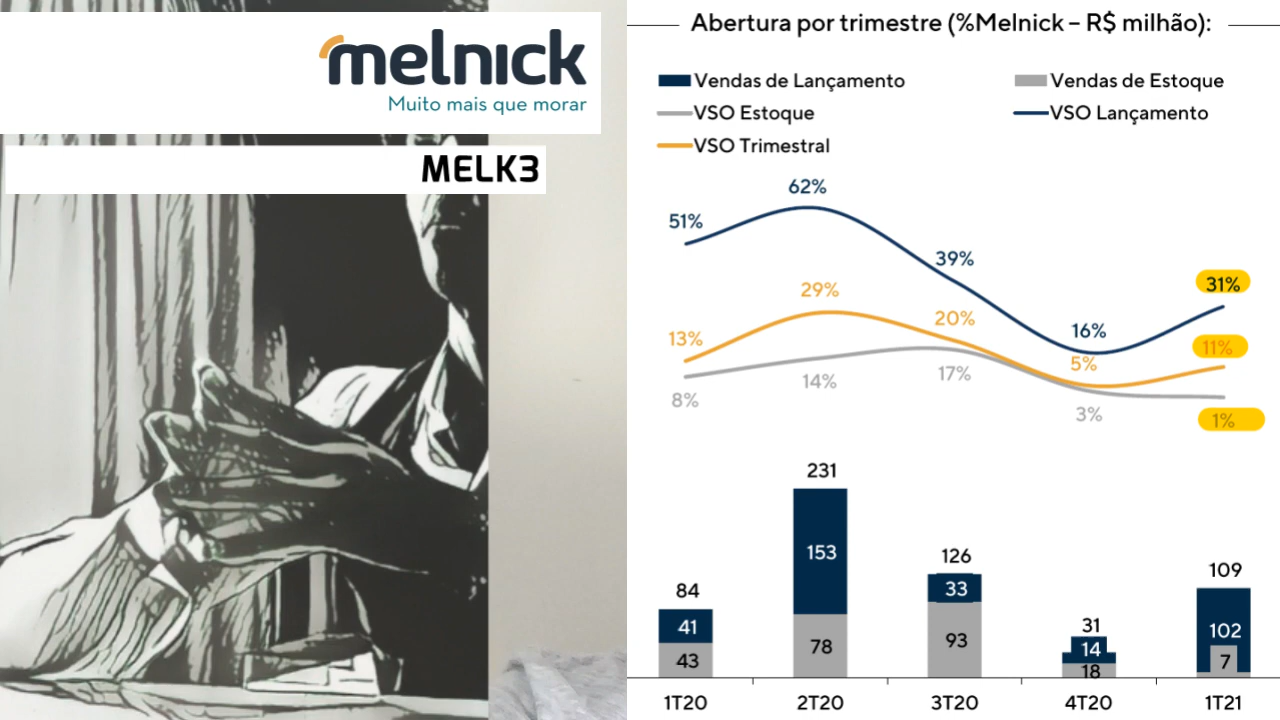 melnick
Muito mais que morar
MELK3
Abertura por trimestre (%Melnick – R$ milhão):
Vendas de Lançamento
Vendas de Estoque
VSO Estoque
VSO Lançamento
VSO Trimestral
51%
62%
39%
16%
31%
13%
29%
20%
5%
11%
8%
14%
17%
3%
1%
84
231
126
31
109
41
153
33
14
102
43
78
93
18
7
1T20
2T20
3T20
4T20
1T21